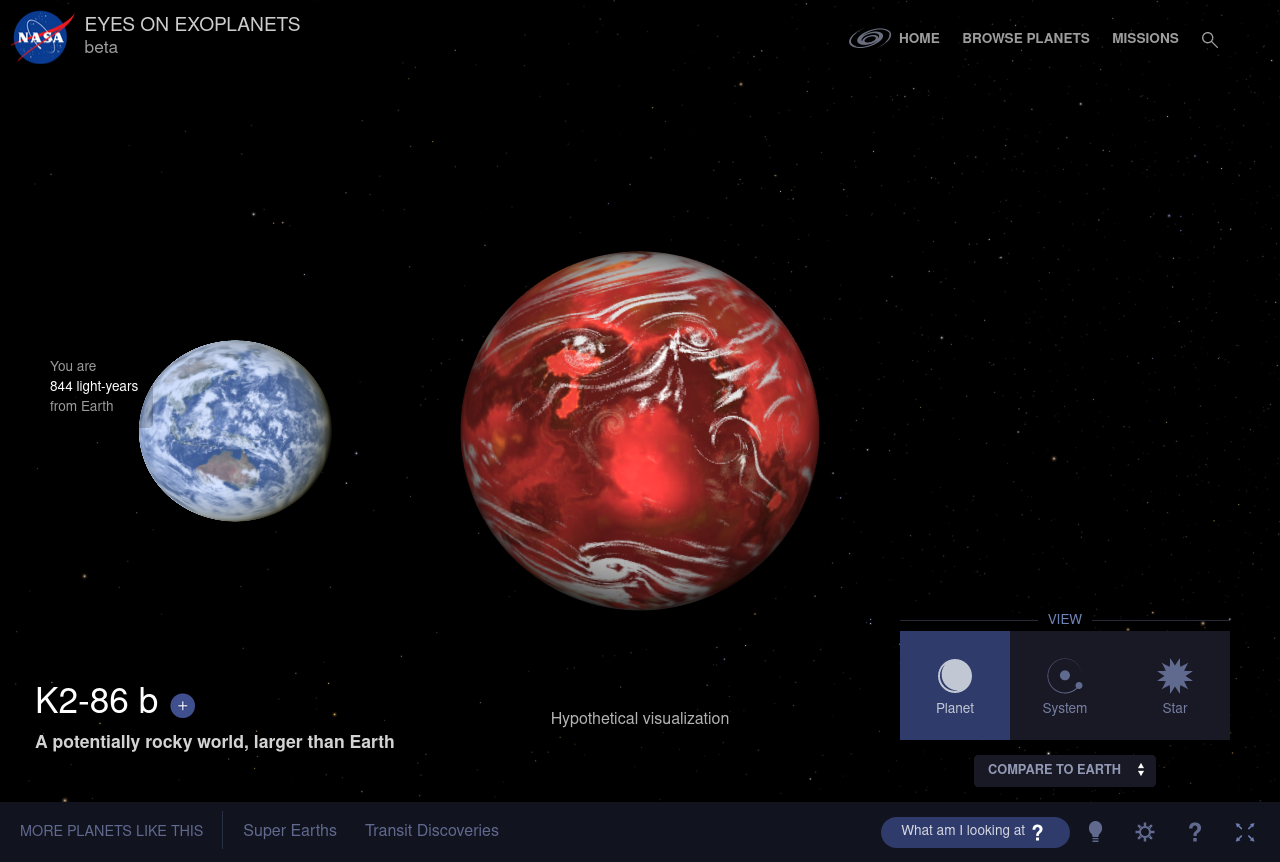 NASA
EYES ON EXOPLANETS
beta
HOME
BROWSE PLANETS
MISSIONS
You are
844 light-years
from Earth
VIEW
Planet
System
Star
K2-86 b +
A potentially rocky world, larger than Earth
Hypothetical visualization
COMPARE TO EARTH
MORE PLANETS LIKE THIS
Super Earths
Transit Discoveries
What am I looking at ?
?